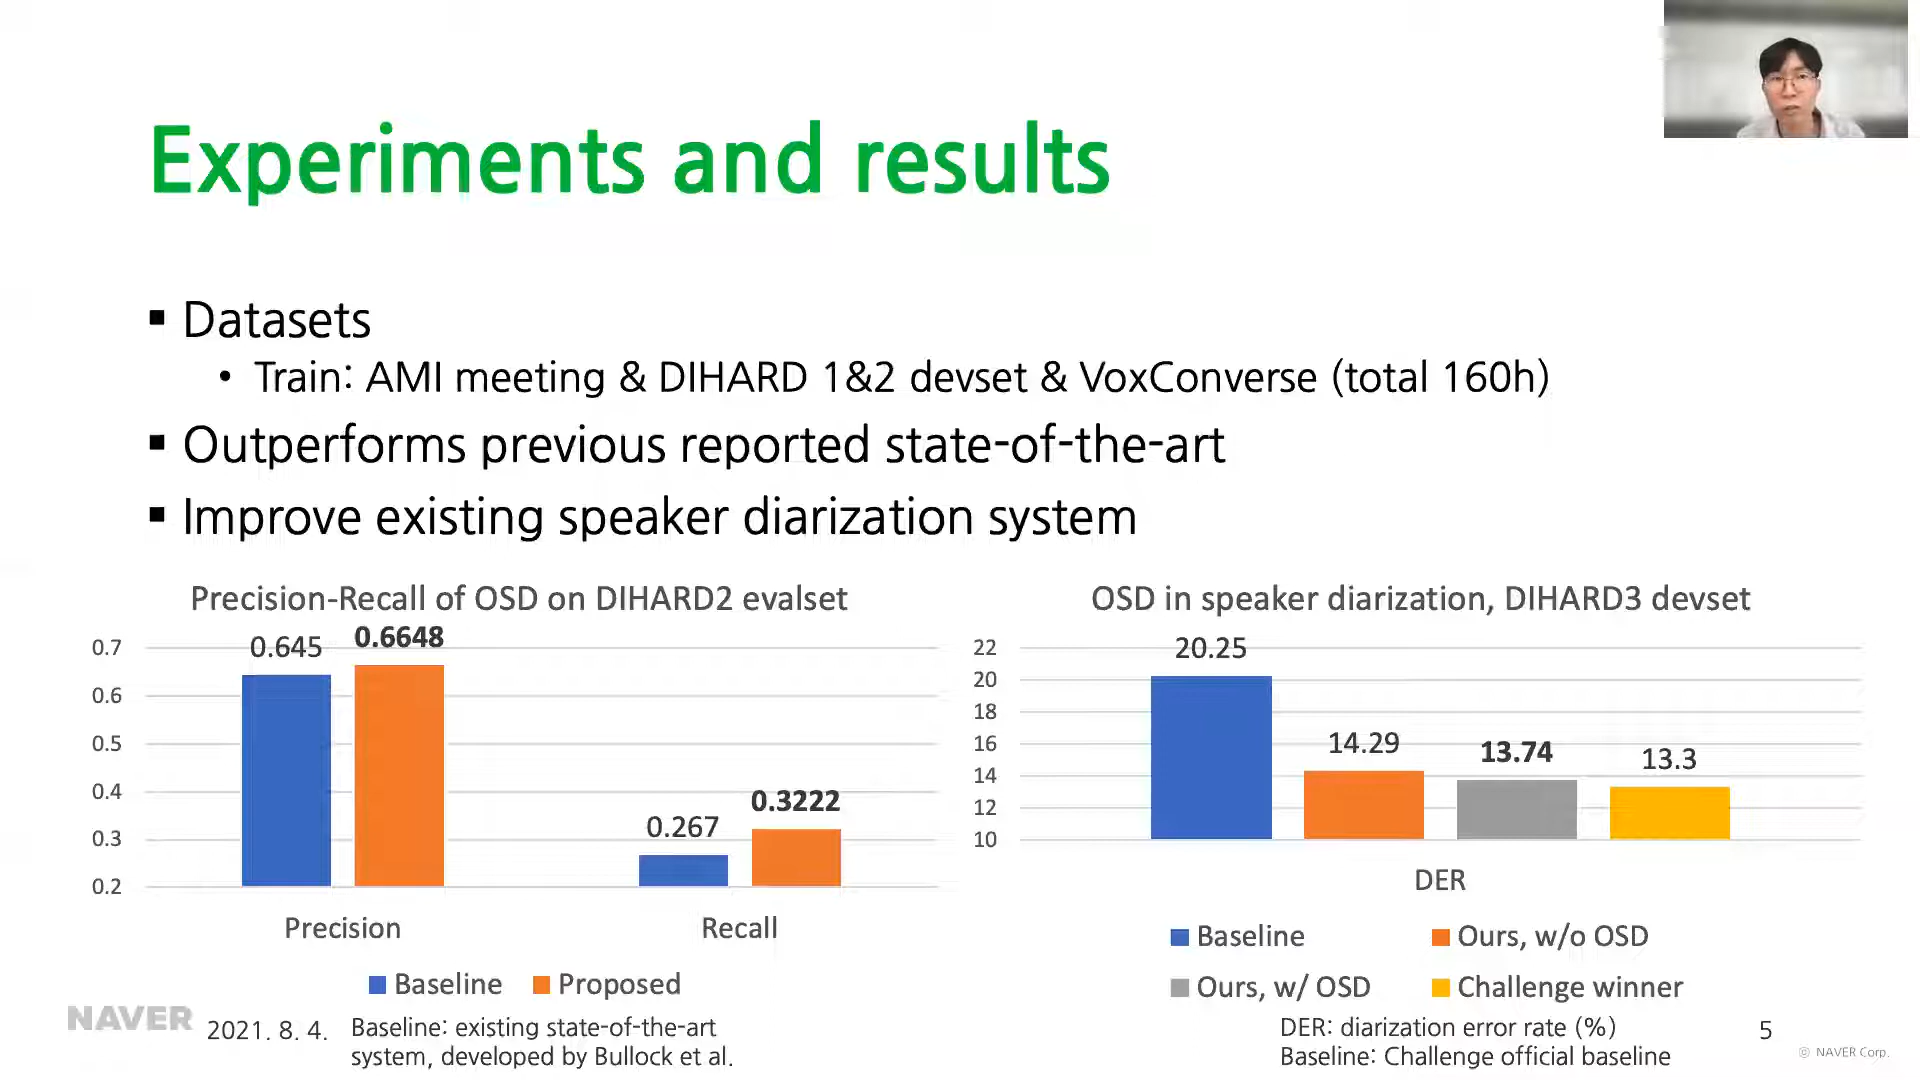 Experiments and results
▪ Datasets
• Train: AMI meeting & DIHARD 1&2 devset & VoxConverse (total 160h)
▪ Outperforms previous reported state-of-the-art
▪ Improve existing speaker diarization system
Precision-Recall of OSD on DIHARD2 evalset
0.7
0.6
0.5
0.4
0.3
0.2
0.645
0.6648
0.267
0.3222
Precision
Recall
Baseline
Proposed
OSD in speaker diarization, DIHARD3 devset
22
20
18
16
14
12
10
20.25
14.29
13.74
13.3
DER
Baseline
Ours, w/o OSD
Ours, w/ OSD
Challenge winner
NAVER
2021. 8. 4.
Baseline: existing state-of-the-art
system, developed by Bullock et al.
DER: diarization error rate (%)
Baseline: Challenge official baseline
5
© NAVER Corp.